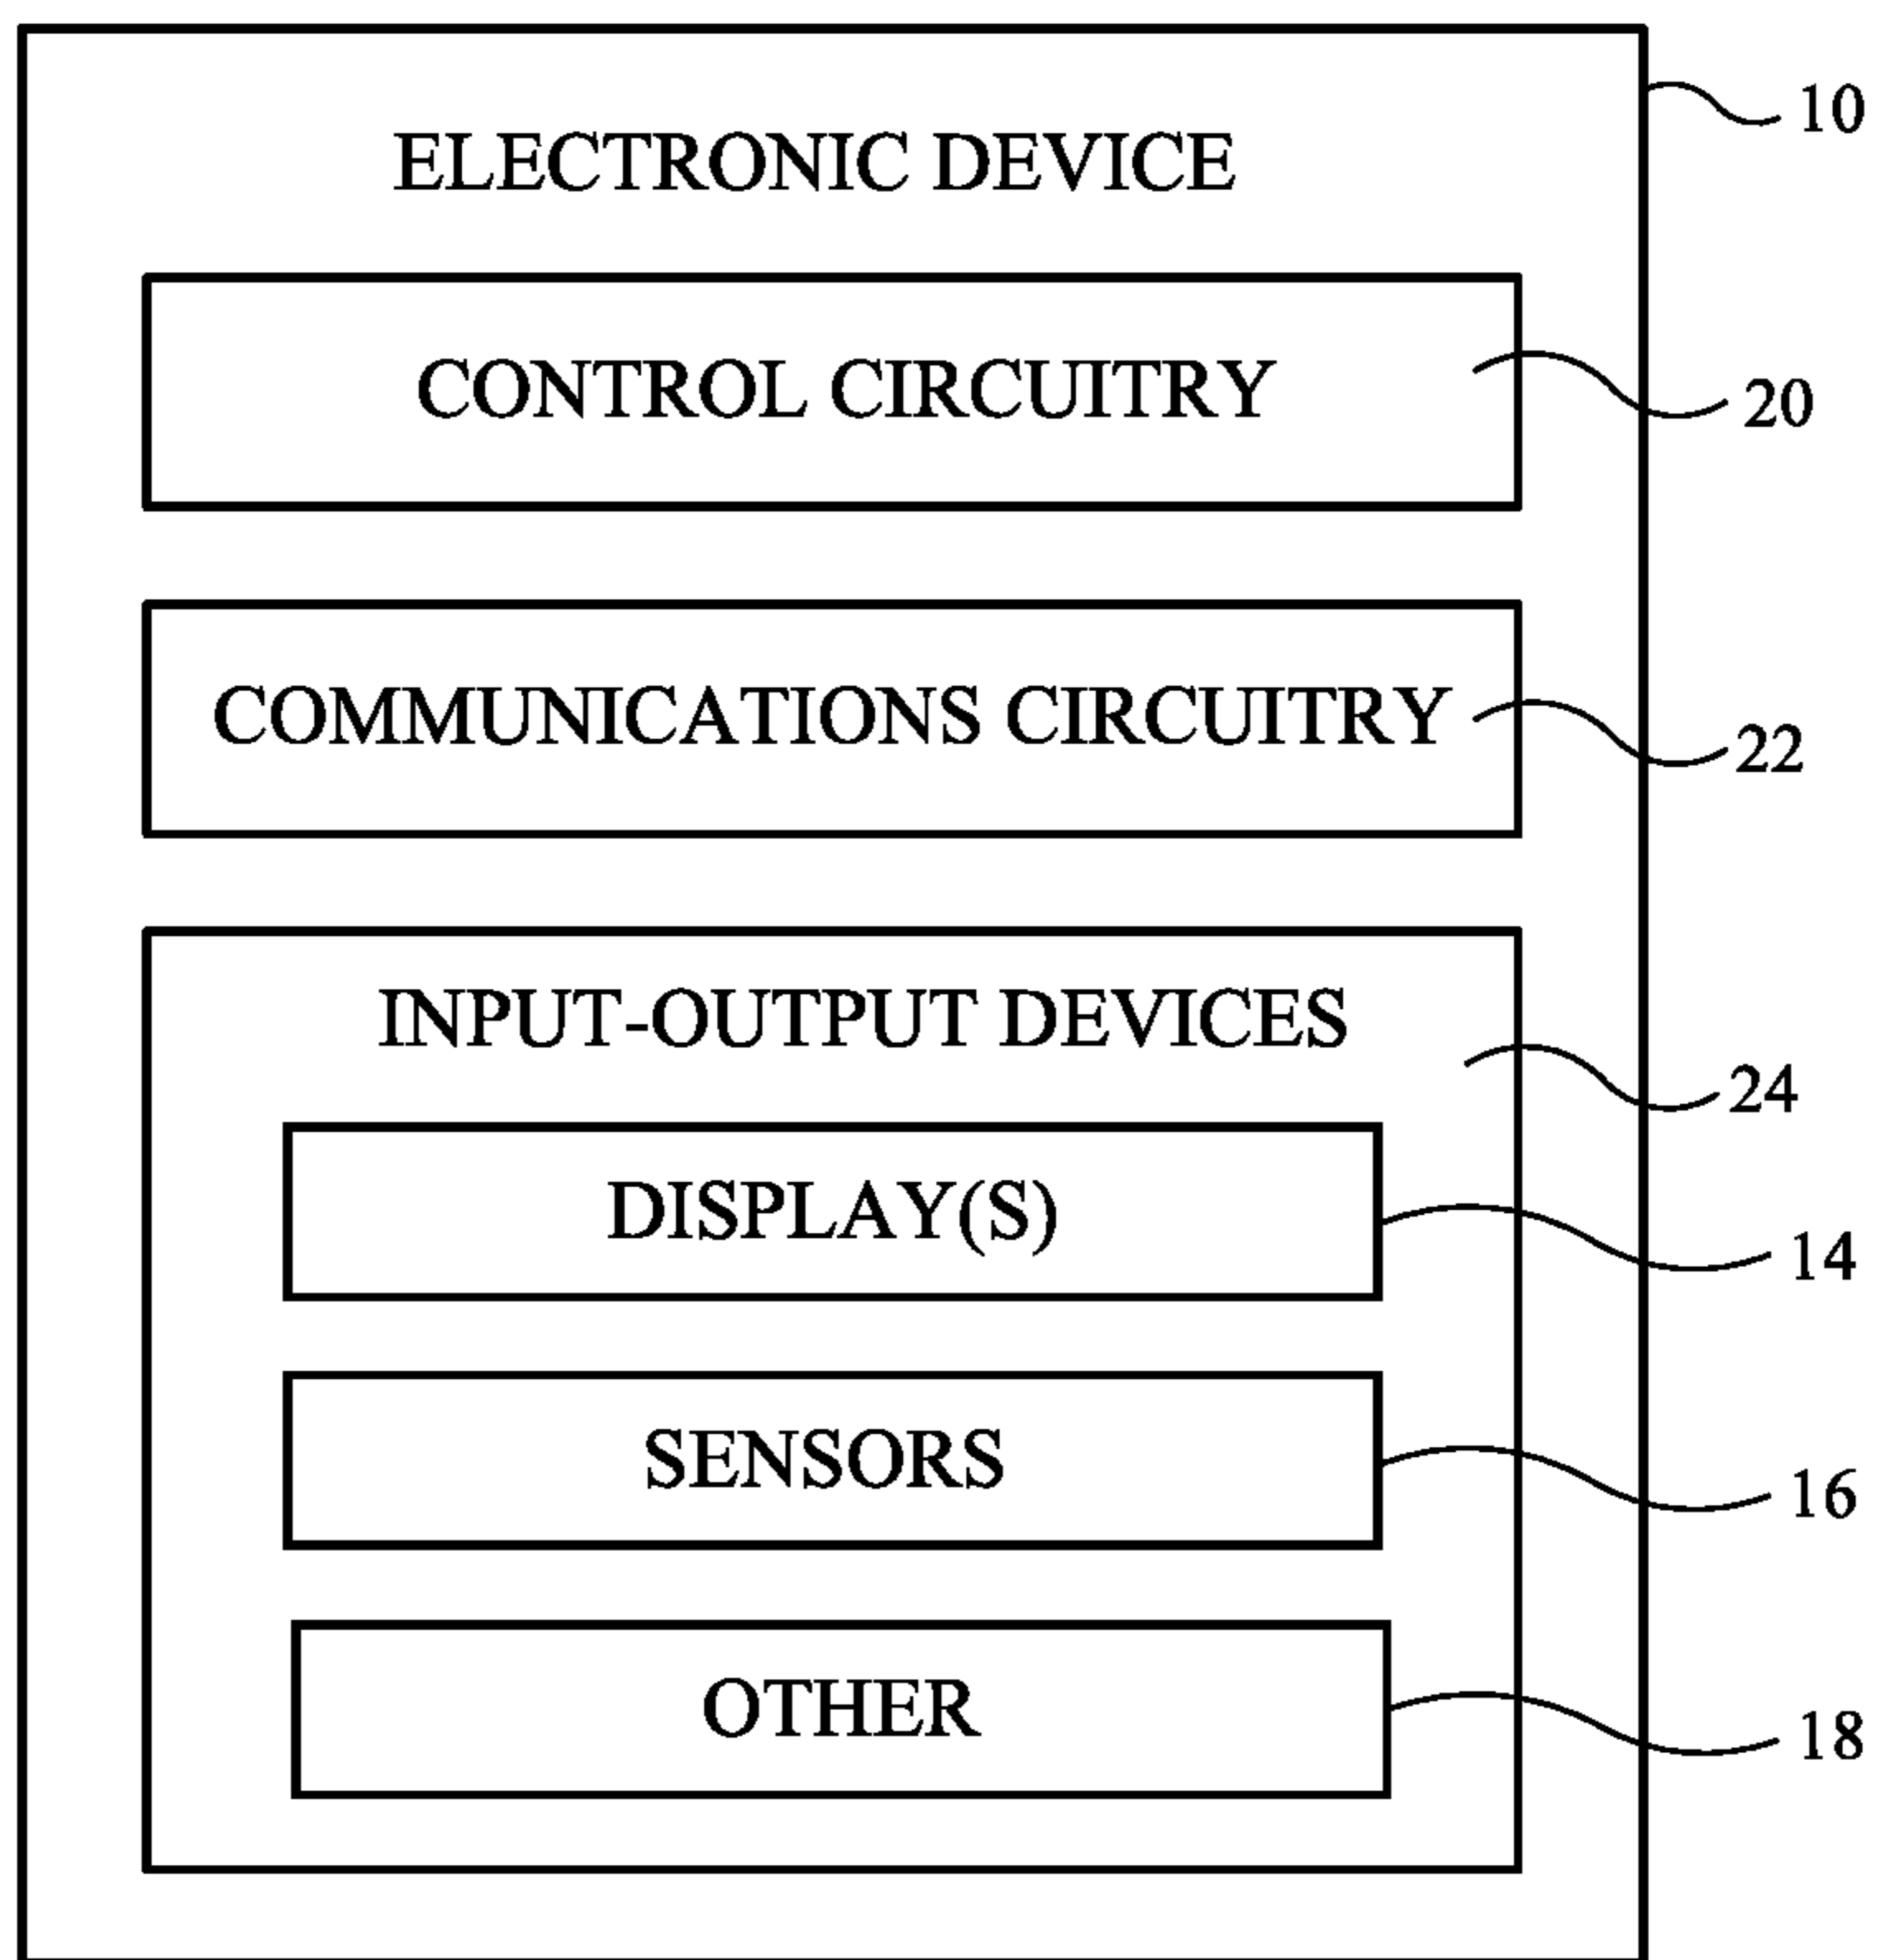 ELECTRONIC DEVICE
10
CONTROL CIRCUITRY
20
COMMUNICATIONS CIRCUITRY
22
INPUT-OUTPUT DEVICES
24
DISPLAY(S)
14
SENSORS
16
OTHER
18